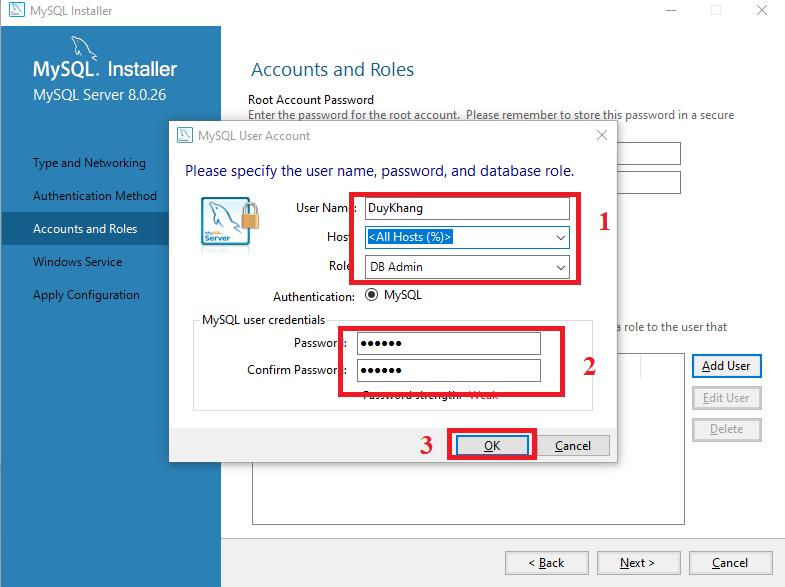 MySQL Installer
MySQL. Installer
MySQL Server 8.0.26
Type and Networking
Authentication Method
Accounts and Roles
Windows Service
Apply Configuration
Accounts and Roles
Root Account Password
Enter the password for the root account. Please remember to store this password in a secure
MySQL User Account
Please specify the user name, password, and database role.
MySQL
Server
User Name: DuyKhang
Host: <All Hosts (%)>
Role: DB Admin
1
Authentication: MySQL
MySQL user credentials
Password: ●●●●●●
Confirm Password: ●●●●●●
2
Password strength: Weak
3
OK
Cancel
a role to the user that
Add User
Edit User
Delete
< Back
Next >
Cancel